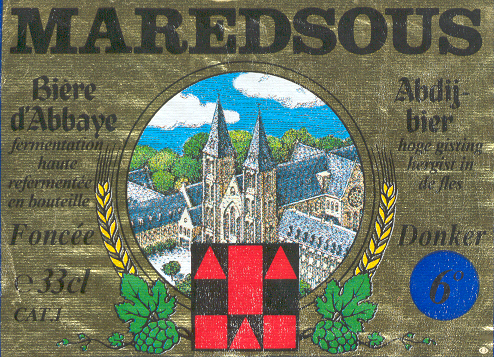 MAREDSOUS
Bière
d'Abbaye
fermentation
haute
refermentée
en bouteille
Foncée
℮ 33cl
CAT.I
Abdij-
bier
hoge gisting
hergist in
de fles
Donker
6°